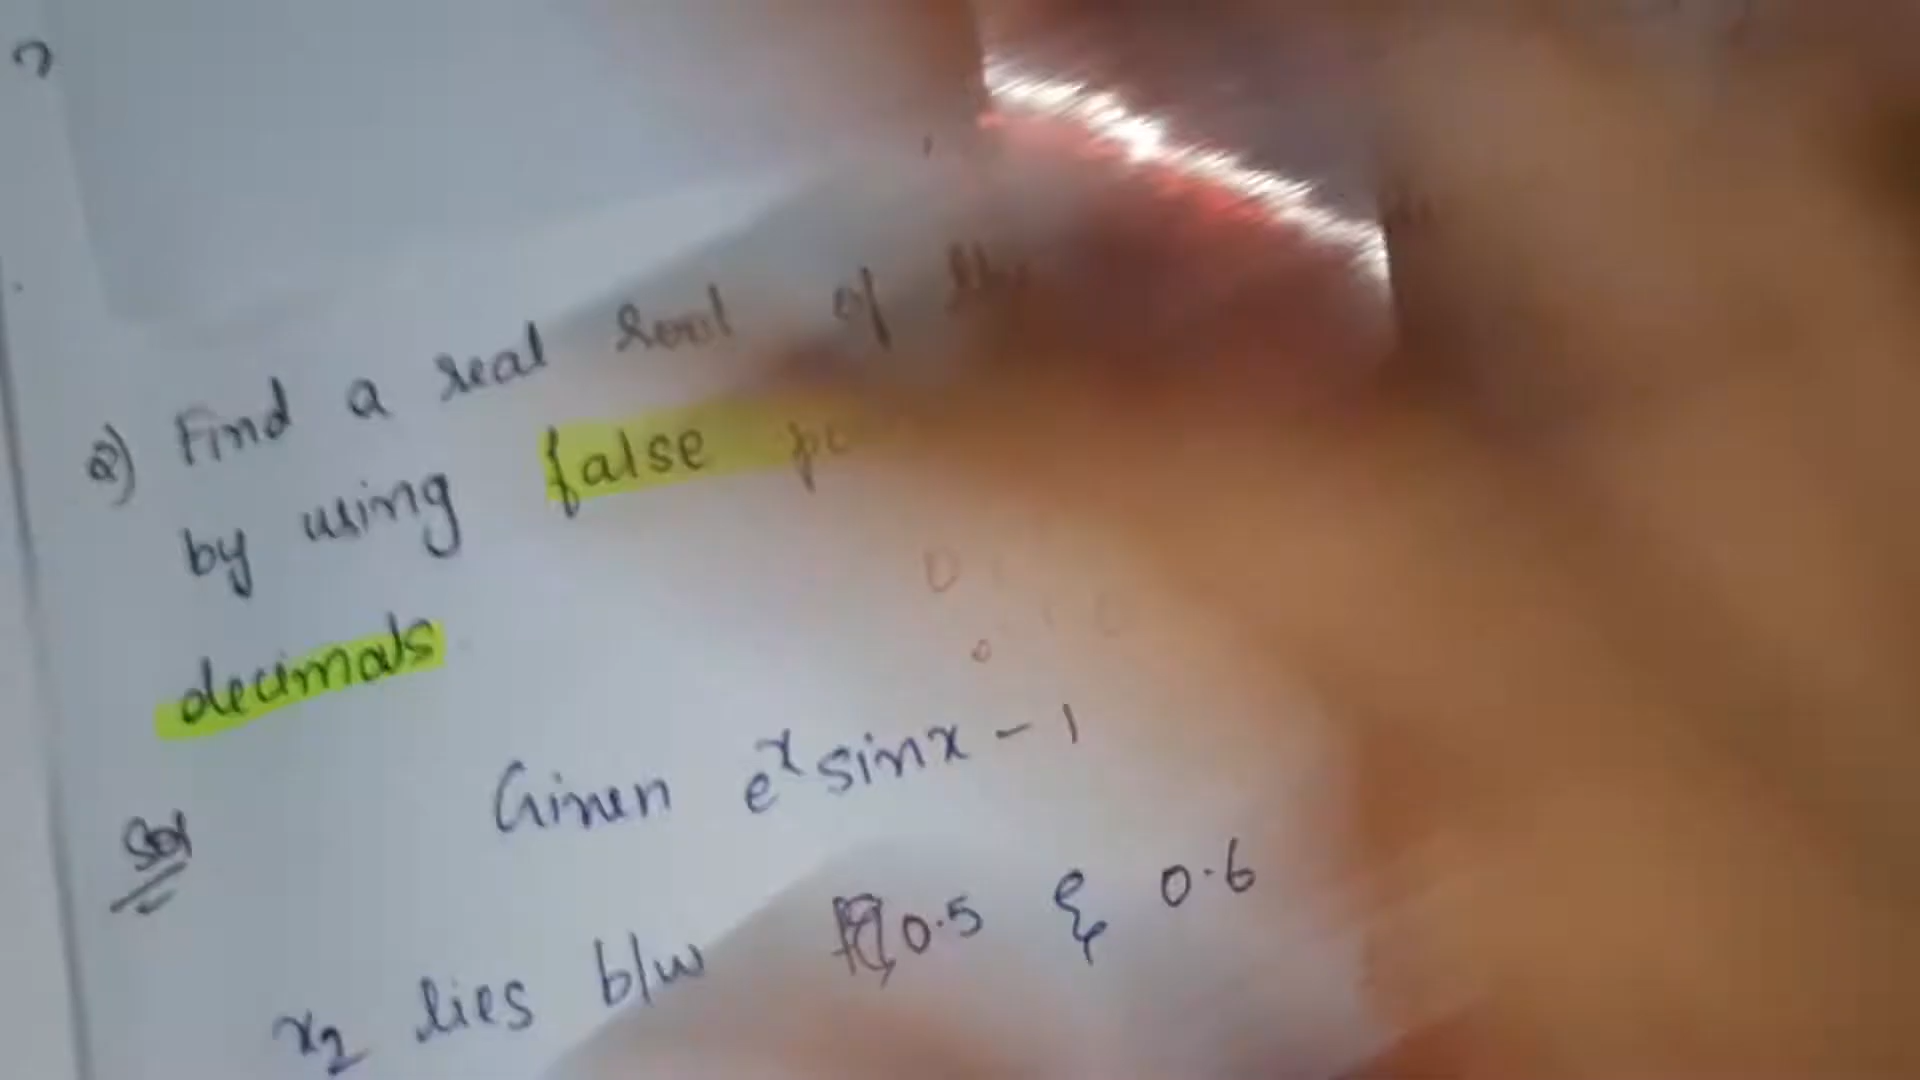 2) Find a real root of
by using false
decimals
Sol Given e^x sinx - 1
x₂ lies b/w 0.5 & 0.6